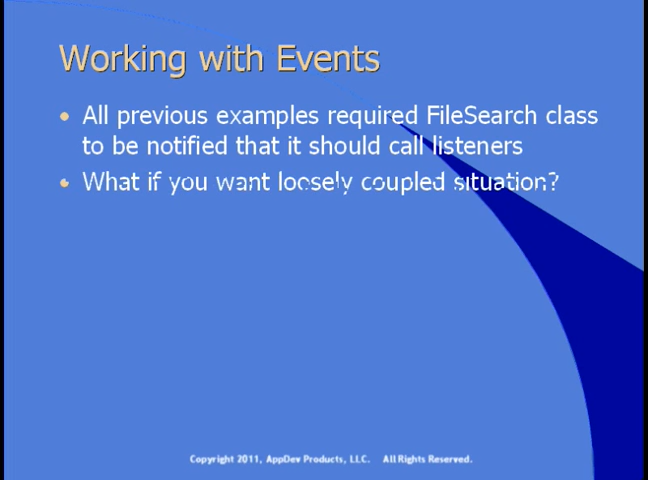 Working with Events
All previous examples required FileSearch class
to be notified that it should call listeners
What if you want loosely coupled situation?
Copyright 2011, AppDev Products, LLC. All Rights Reserved.